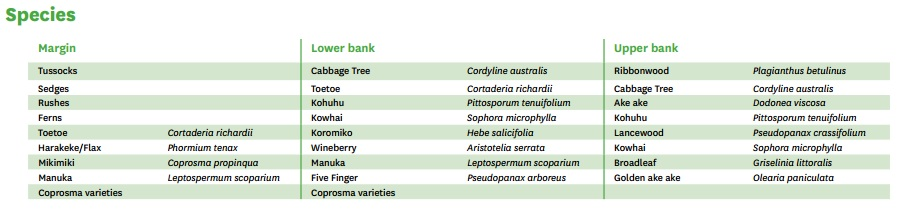 Species
Margin Lower bank Upper bank
Tussocks Cabbage Tree Cordyline australis Ribbonwood Plagianthus betulinus
Sedges Toetoe Cortaderia richardii Cabbage Tree Cordyline australis
Rushes Kohuhu Pittosporum tenuifolium Ake ake Dodonea viscosa
Ferns Kowhai Sophora microphylla Kohuhu Pittosporum tenuifolium
Toetoe Cortaderia richardii Koromiko Hebe salicifolia Lancewood Pseudopanax crassifolium
Harakeke/Flax Phormium tenax Wineberry Aristotelia serrata Kowhai Sophora microphylla
Mikimiki Coprosma propinqua Manuka Leptospermum scoparium Broadleaf Griselinia littoralis
Manuka Leptospermum scoparium Five Finger Pseudopanax arboreus Golden ake ake Olearia paniculata
Coprosma varieties Coprosma varieties